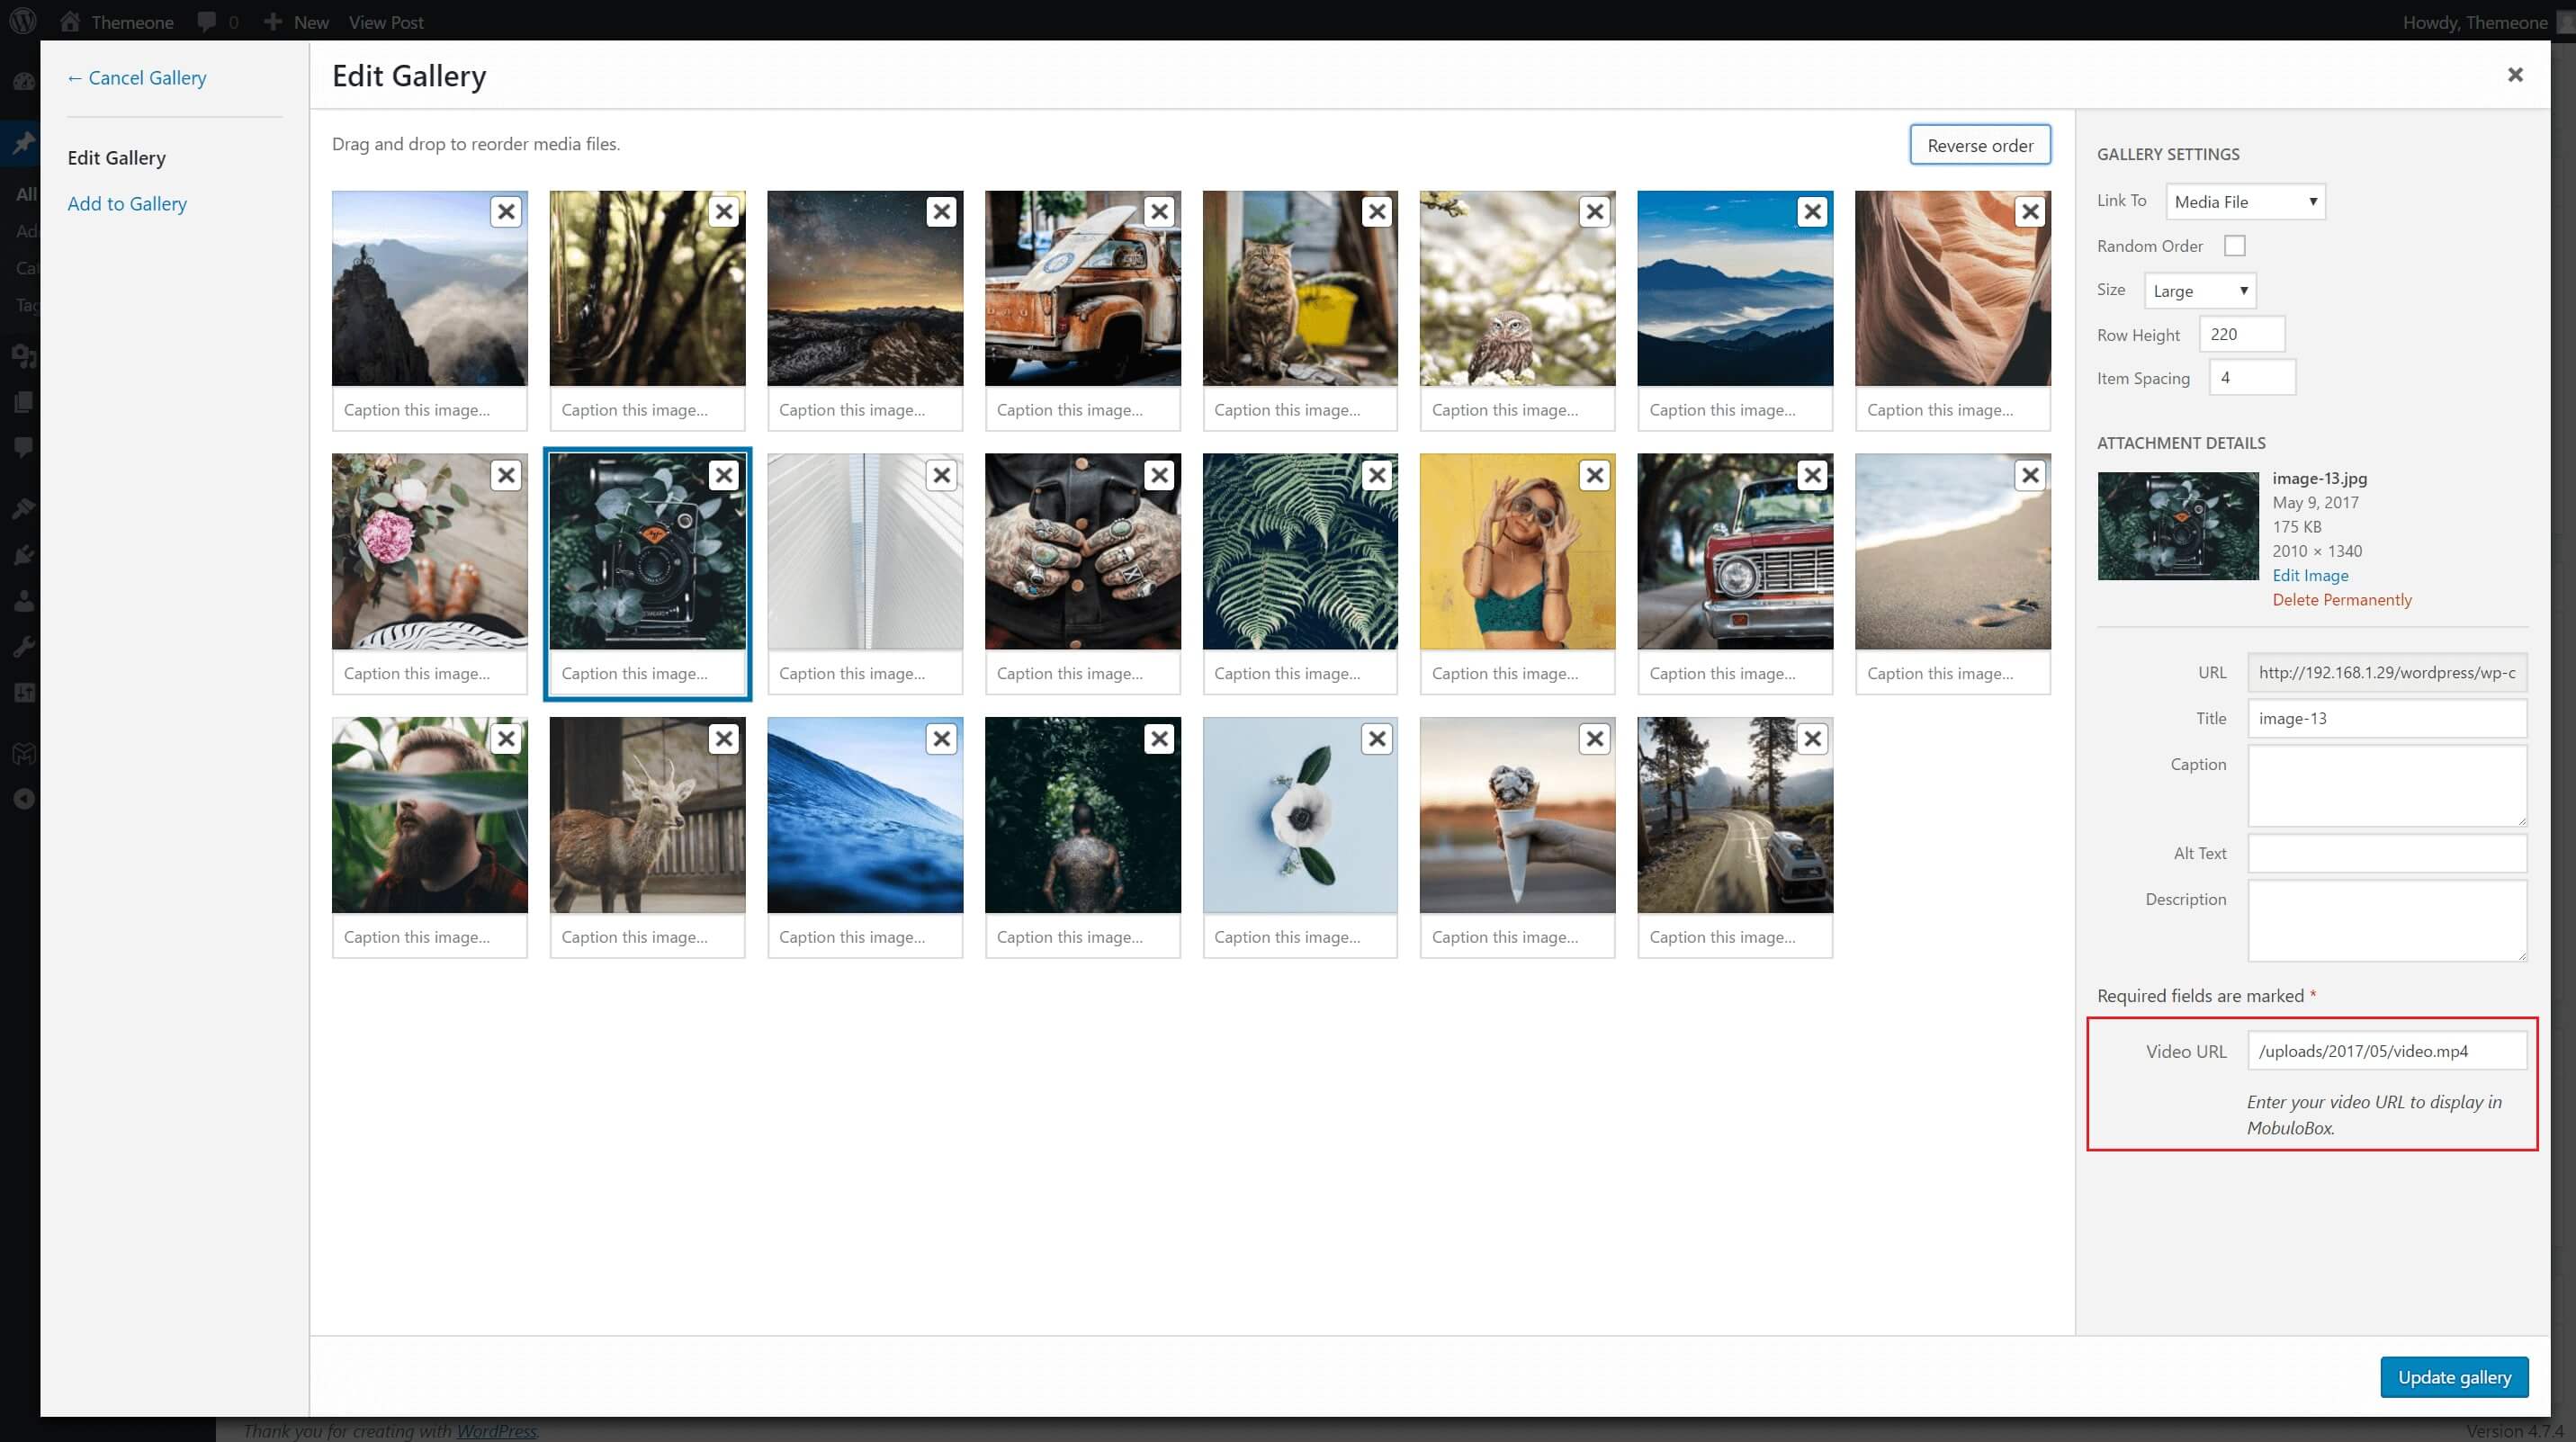 Themeone 0 New View Post
Howdy, Themeone
← Cancel Gallery
Edit Gallery
Add to Gallery
All
Edit Gallery
Drag and drop to reorder media files.
Reverse order
Caption this image... Caption this image... Caption this image... Caption this image... Caption this image... Caption this image... Caption this image... Caption this image...
Caption this image... Caption this image... Caption this image... Caption this image... Caption this image... Caption this image... Caption this image... Caption this image...
Caption this image... Caption this image... Caption this image... Caption this image... Caption this image... Caption this image... Caption this image...
GALLERY SETTINGS
Link To Media File
Random Order
Size Large
Row Height 220
Item Spacing 4
ATTACHMENT DETAILS
image-13.jpg
May 9, 2017
175 KB
2010 × 1340
Edit Image
Delete Permanently
URL http://192.168.1.29/wordpress/wp-c
Title image-13
Caption
Alt Text
Description
Required fields are marked *
Video URL /uploads/2017/05/video.mp4
Enter your video URL to display in
MobuloBox.
Update gallery
Thank you for creating with WordPress.
Version 4.7.4